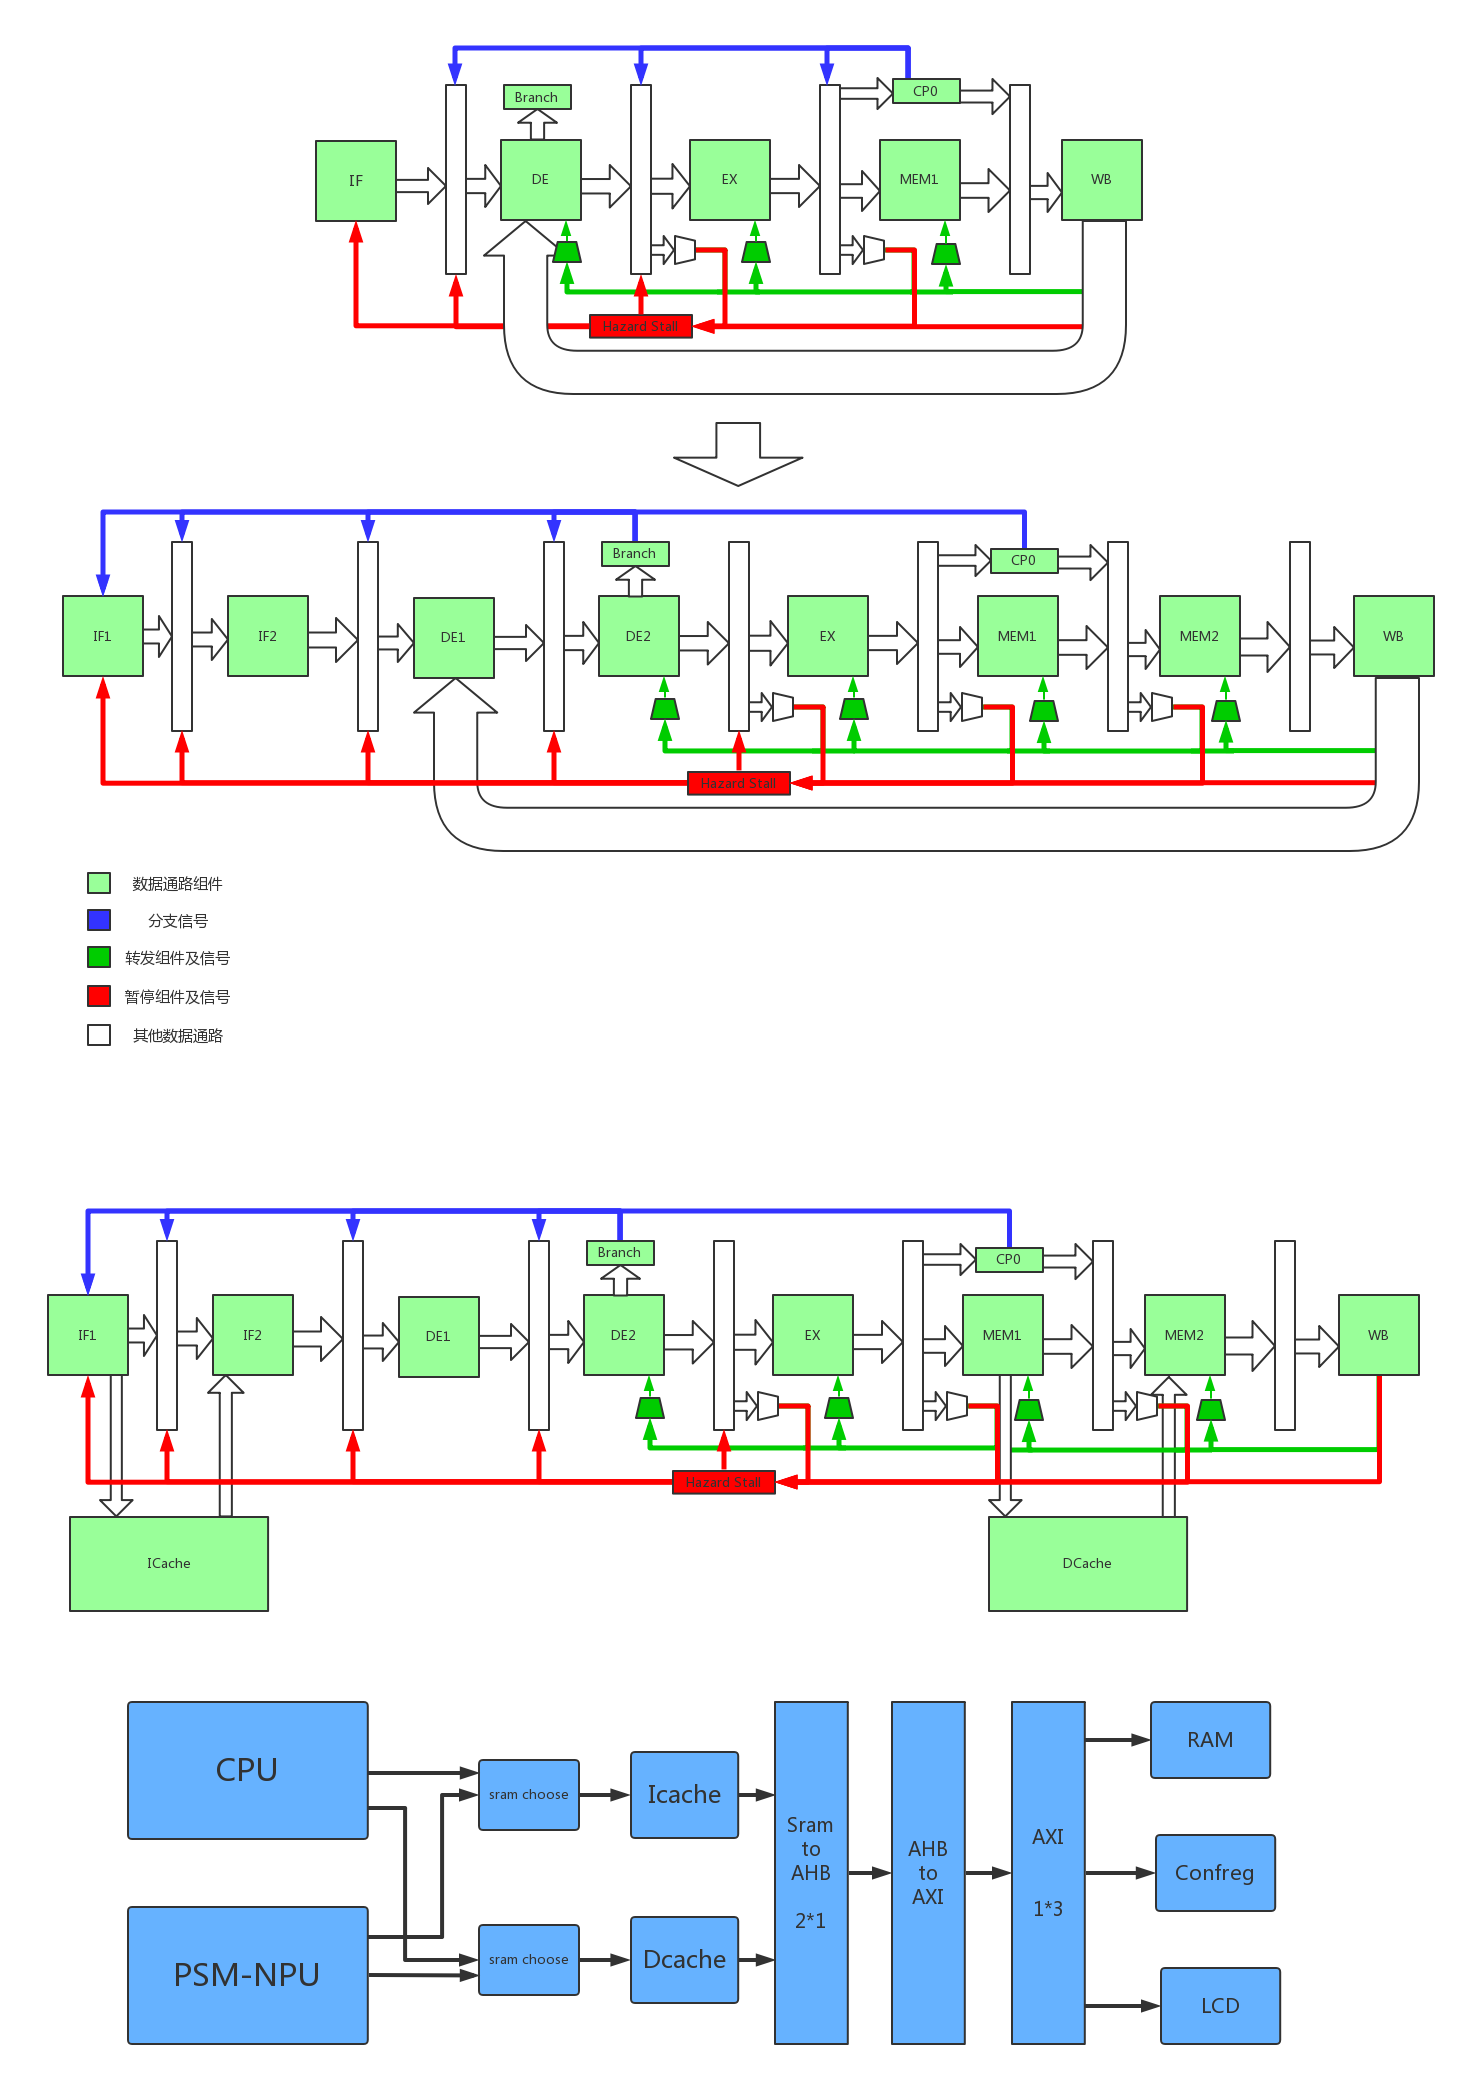 Branch
CP0
IF
DE
EX
MEM1
WB
Hazard Stall
Branch
CP0
IF1
IF2
DE1
DE2
EX
MEM1
MEM2
WB
Hazard Stall
数据通路组件
分支信号
转发组件及信号
暂停组件及信号
其他数据通路
Branch
CP0
IF1
IF2
DE1
DE2
EX
MEM1
MEM2
WB
Hazard Stall
ICache
DCache
CPU
PSM-NPU
sram choose
sram choose
Icache
Dcache
Sram
to
AHB
2*1
AHB
to
AXI
AXI
1*3
RAM
Confreg
LCD